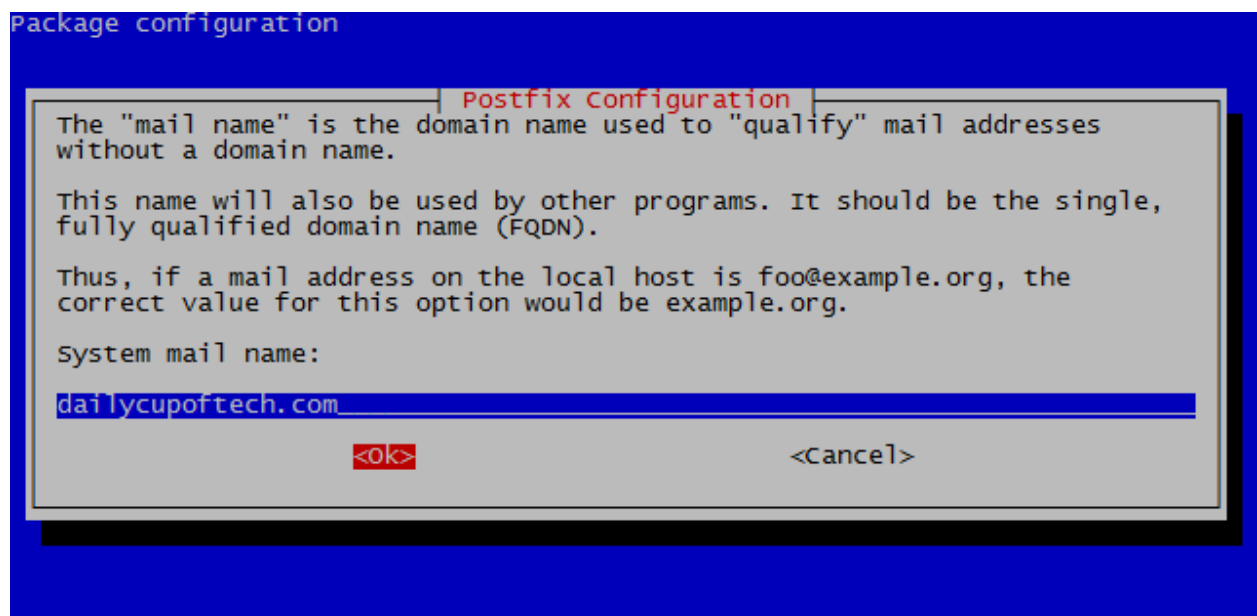 Package configuration
Postfix Configuration
The "mail name" is the domain name used to "qualify" mail addresses
without a domain name.
This name will also be used by other programs. It should be the single,
fully qualified domain name (FQDN).
Thus, if a mail address on the local host is foo@example.org, the
correct value for this option would be example.org.
System mail name:
dailycupoftech.com
<Ok> <Cancel>